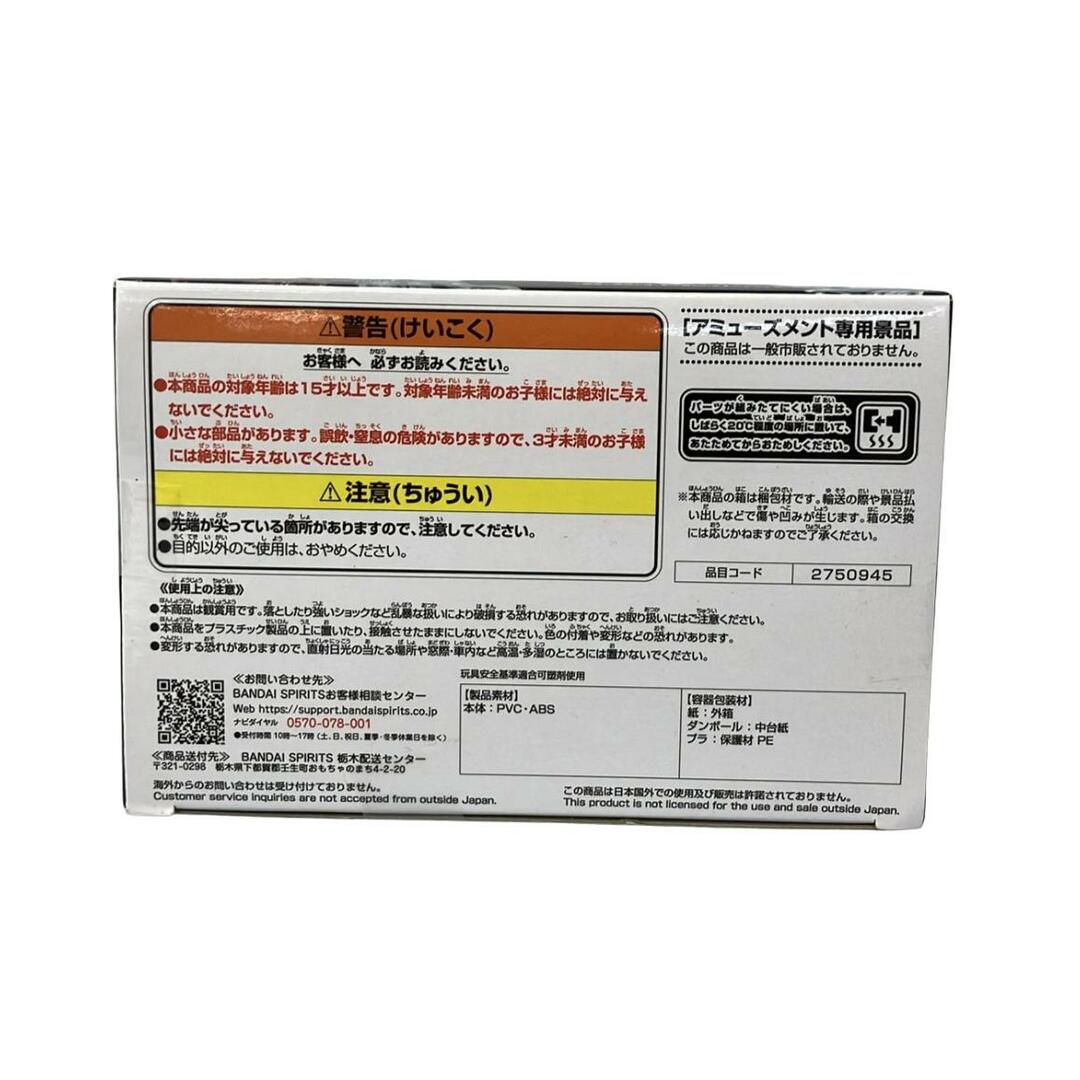 ⚠警告(けいこく)
お客様へ 必ずお読みください。
●本商品の対象年齢は15才以上です。対象年齢未満のお子様には絶対に与え
ないでください。
●小さな部品があります。誤飲・窒息の危険がありますので、3才未満のお子様
には絶対に与えないでください。
⚠注意(ちゅうい)
●先端が尖っている箇所がありますので、注意してください。
●目的以外のご使用は、おやめください。
【アミューズメント専用景品】
この商品は一般市販されておりません。
パーツが組みたてにくい場合は、
しばらく20℃程度の場所に置いて、
あたためてからおためしください。
※本商品の箱は梱包材です。輸送の際や景品払
い出しなどで傷や凹みが生じます。箱の交換
には応じかねますのでご了承ください。
品目コード 2750945
《使用上の注意》
●本商品は観賞用です。落としたり強いショックなど乱暴な扱いにより破損する恐れがありますので、お取り扱いにはご注意ください。
●本商品をプラスチック製品の上に置いたり、接触させたままにしないでください。色の付着や変形などの恐れがあります。
●変形する恐れがありますので、直射日光の当たる場所や窓際・車内など高温・多湿のところには置かないでください。
≪お問い合わせ先≫
BANDAI SPIRITSお客様相談センター
Web https://support.bandaispirits.co.jp
ナビダイヤル 0570-078-001
●受付時間 10時〜17時 (土、日、祝日、夏季・冬季休業日を除く)
≪商品送付先≫ BANDAI SPIRITS 栃木配送センター
〒321-0298 栃木県下都賀郡壬生町おもちゃのまち4-2-20
玩具安全基準適合可塑剤使用
【製品素材】
本体：PVC・ABS
【容器包装材】
紙：外箱
ダンボール：中台紙
プラ：保護材 PE
海外からのお問い合わせは受け付けておりません。
Customer service inquiries are not accepted from outside Japan.
この商品は日本国外での使用及び販売は許諾されておりません。
This product is not licensed for the use and sale outside Japan.